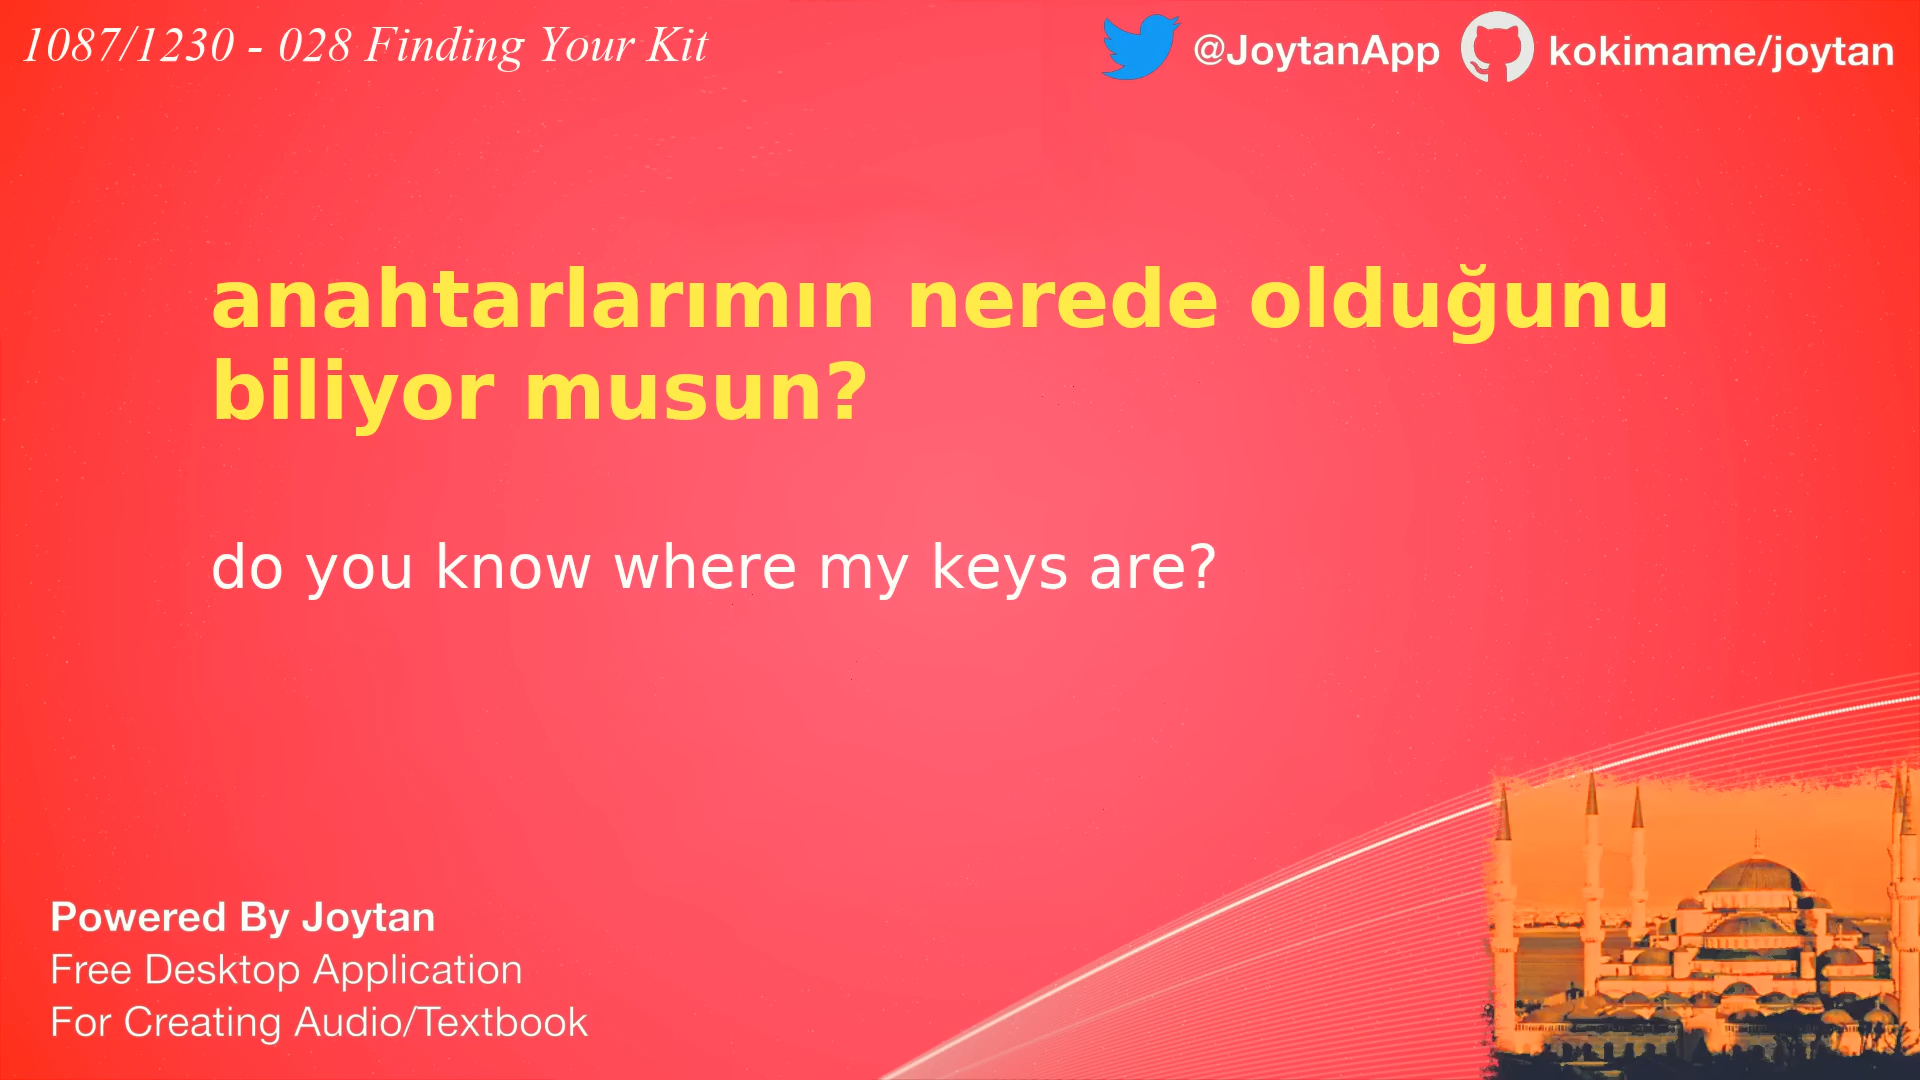 1087/1230 - 028 Finding Your Kit
@JoytanApp
kokimame/joytan
anahtarlarımın nerede olduğunu
biliyor musun?
do you know where my keys are?
Powered By Joytan
Free Desktop Application
For Creating Audio/Textbook